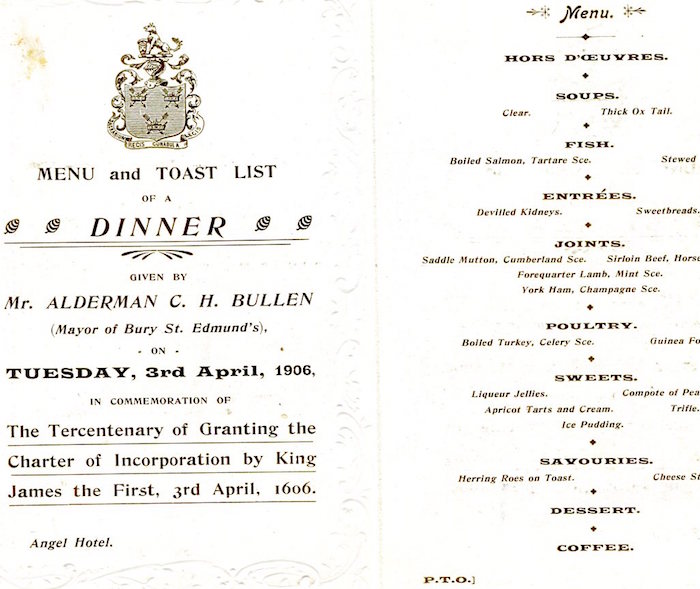 REGIS CUNABULA
MENU and TOAST LIST
OF A
DINNER
GIVEN BY
Mr. ALDERMAN C. H. BULLEN
(Mayor of Bury St. Edmund's),
- ON -
TUESDAY, 3rd April, 1906,
IN COMMEMORATION OF
The Tercentenary of Granting the
Charter of Incorporation by King
James the First, 3rd April, 1606.
Angel Hotel.
Menu.
HORS D'ŒUVRES.
SOUPS.
Clear. Thick Ox Tail.
FISH.
Boiled Salmon, Tartare Sce. Stewed
ENTRÉES.
Devilled Kidneys. Sweetbreads.
JOINTS.
Saddle Mutton, Cumberland Sce. Sirloin Beef, Horse
Forequarter Lamb, Mint Sce.
York Ham, Champagne Sce.
POULTRY.
Boiled Turkey, Celery Sce. Guinea Fo
SWEETS.
Liqueur Jellies. Compote of Pea
Apricot Tarts and Cream. Trifle.
Ice Pudding.
SAVOURIES.
Herring Roes on Toast. Cheese St
DESSERT.
COFFEE.
P.T.O.]